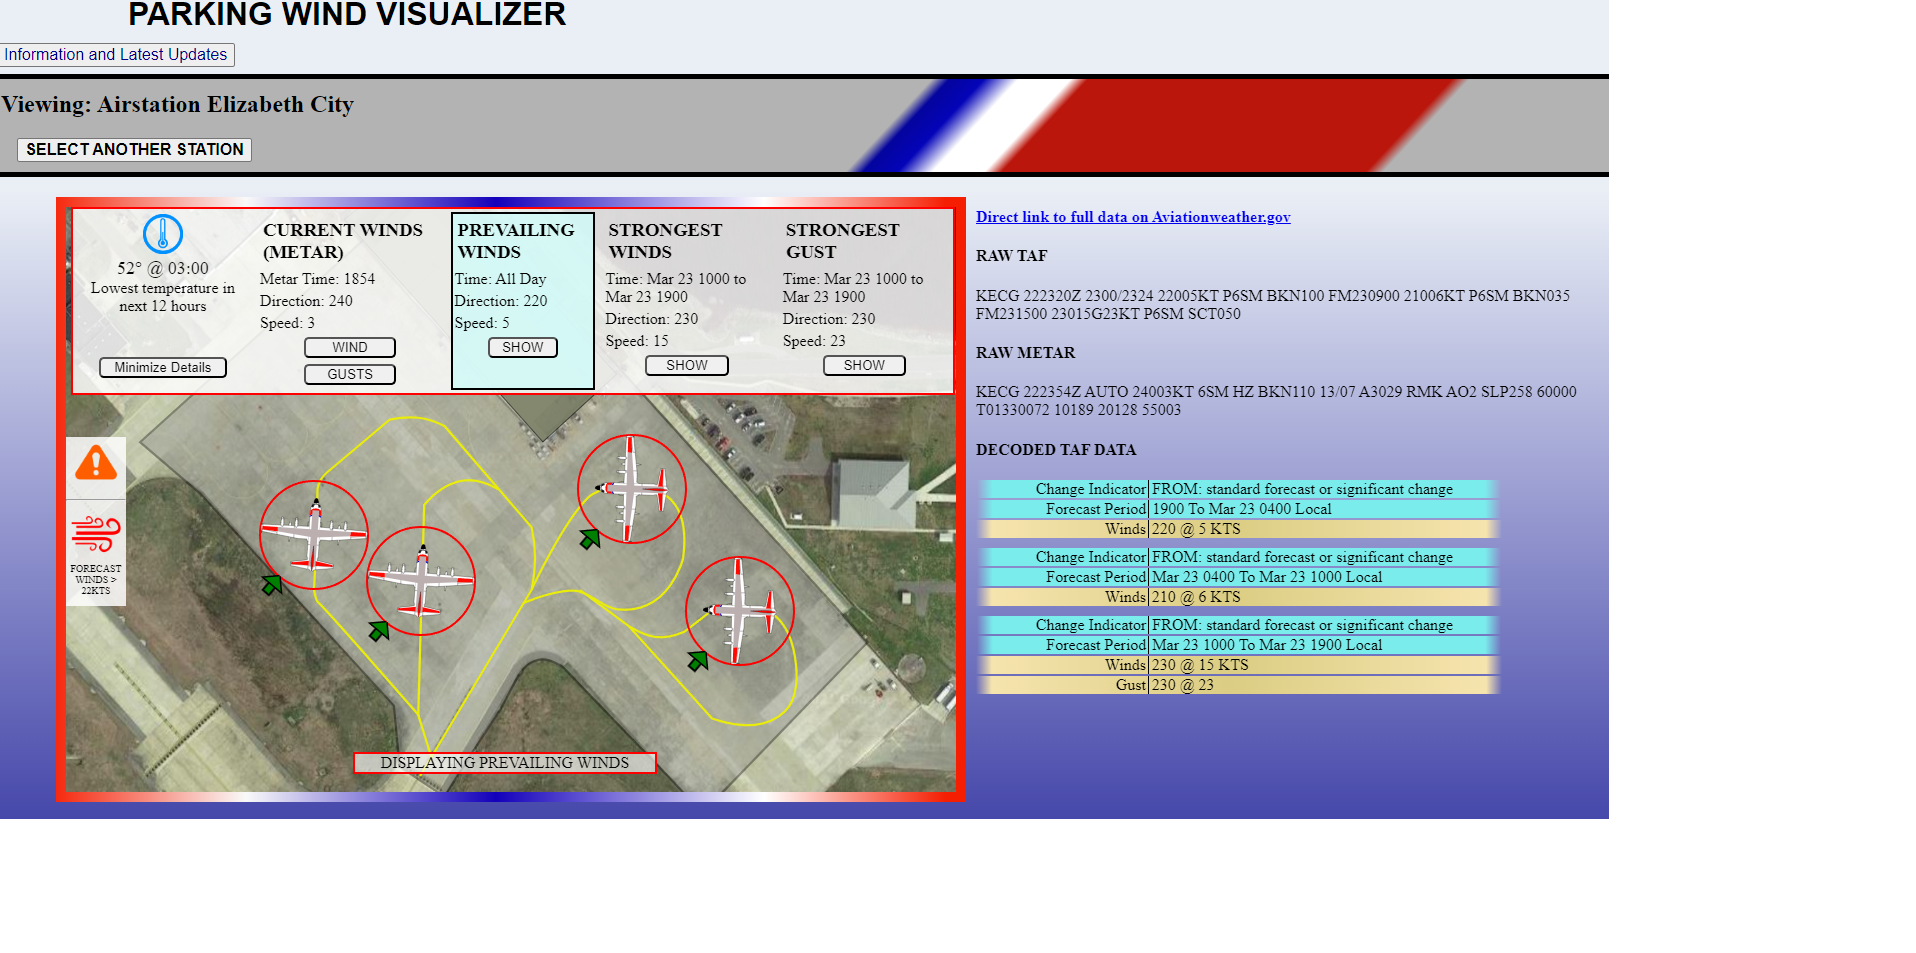 PARKING WIND VISUALIZER
Information and Latest Updates
Viewing: Airstation Elizabeth City
SELECT ANOTHER STATION
52° @ 03:00
Lowest temperature in
next 12 hours
Minimize Details
CURRENT WINDS
(METAR)
Metar Time: 1854
Direction: 240
Speed: 3
WIND
GUSTS
PREVAILING
WINDS
Time: All Day
Direction: 220
Speed: 5
SHOW
STRONGEST
WINDS
Time: Mar 23 1000 to
Mar 23 1900
Direction: 230
Speed: 15
SHOW
STRONGEST
GUST
Time: Mar 23 1000 to
Mar 23 1900
Direction: 230
Speed: 23
SHOW
FORECAST
WINDS >
22KTS
DISPLAYING PREVAILING WINDS
Direct link to full data on Aviationweather.gov
RAW TAF
KECG 222320Z 2300/2324 22005KT P6SM BKN100 FM230900 21006KT P6SM BKN035
FM231500 23015G23KT P6SM SCT050
RAW METAR
KECG 222354Z AUTO 24003KT 6SM HZ BKN110 13/07 A3029 RMK AO2 SLP258 60000
T01330072 10189 20128 55003
DECODED TAF DATA
Change Indicator FROM: standard forecast or significant change
Forecast Period 1900 To Mar 23 0400 Local
Winds 220 @ 5 KTS
Change Indicator FROM: standard forecast or significant change
Forecast Period Mar 23 0400 To Mar 23 1000 Local
Winds 210 @ 6 KTS
Change Indicator FROM: standard forecast or significant change
Forecast Period Mar 23 1000 To Mar 23 1900 Local
Winds 230 @ 15 KTS
Gust 230 @ 23